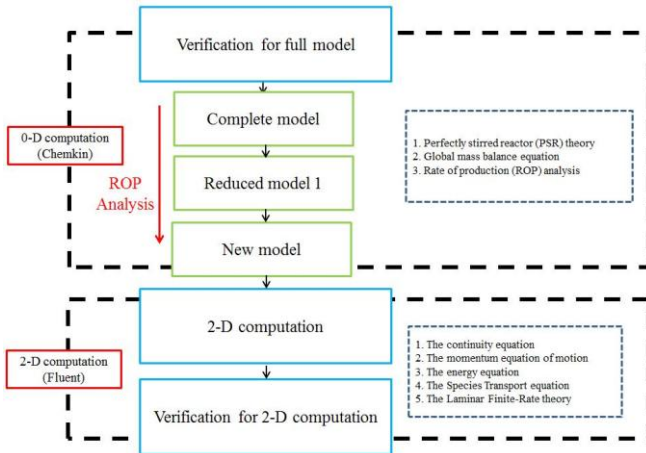 Verification for full model
Complete model
0-D computation
(Chemkin)
ROP
Analysis
Reduced model 1
New model
1. Perfectly stirred reactor (PSR) theory
2. Global mass balance equation
3. Rate of production (ROP) analysis
2-D computation
2-D computation
(Fluent)
Verification for 2-D computation
1. The continuity equation
2. The momentum equation of motion
3. The energy equation
4. The Species Transport equation
5. The Laminar Finite-Rate theory